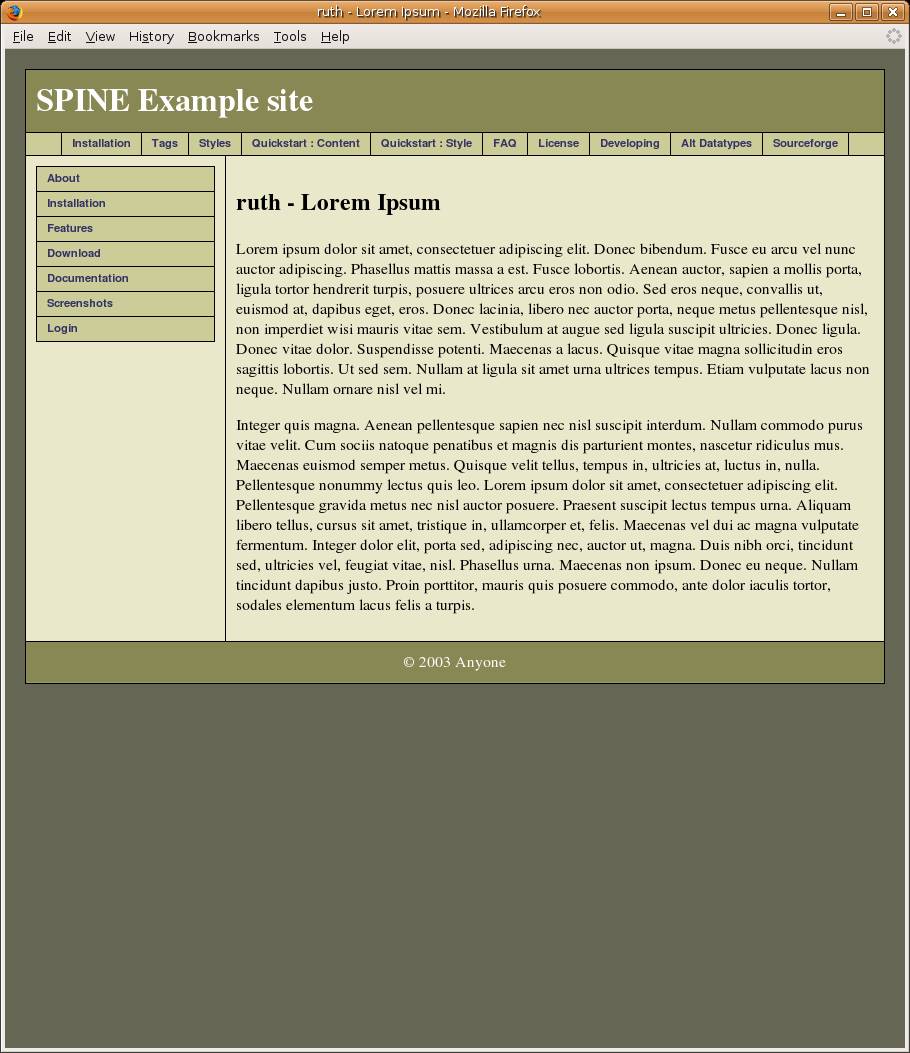 ruth - Lorem Ipsum - Mozilla Firefox
File Edit View History Bookmarks Tools Help
SPINE Example site
Installation Tags Styles Quickstart : Content Quickstart : Style FAQ License Developing Alt Datatypes Sourceforge
About
Installation
Features
Download
Documentation
Screenshots
Login
ruth - Lorem Ipsum
Lorem ipsum dolor sit amet, consectetuer adipiscing elit. Donec bibendum. Fusce eu arcu vel nunc
auctor adipiscing. Phasellus mattis massa a est. Fusce lobortis. Aenean auctor, sapien a mollis porta,
ligula tortor hendrerit turpis, posuere ultrices arcu eros non odio. Sed eros neque, convallis ut,
euismod at, dapibus eget, eros. Donec lacinia, libero nec auctor porta, neque metus pellentesque nisl,
non imperdiet wisi mauris vitae sem. Vestibulum at augue sed ligula suscipit ultricies. Donec ligula.
Donec vitae dolor. Suspendisse potenti. Maecenas a lacus. Quisque vitae magna sollicitudin eros
sagittis lobortis. Ut sed sem. Nullam at ligula sit amet urna ultrices tempus. Etiam vulputate lacus non
neque. Nullam ornare nisl vel mi.
Integer quis magna. Aenean pellentesque sapien nec nisl suscipit interdum. Nullam commodo purus
vitae velit. Cum sociis natoque penatibus et magnis dis parturient montes, nascetur ridiculus mus.
Maecenas euismod semper metus. Quisque velit tellus, tempus in, ultricies at, luctus in, nulla.
Pellentesque nonummy lectus quis leo. Lorem ipsum dolor sit amet, consectetuer adipiscing elit.
Pellentesque gravida metus nec nisl auctor posuere. Praesent suscipit lectus tempus urna. Aliquam
libero tellus, cursus sit amet, tristique in, ullamcorper et, felis. Maecenas vel dui ac magna vulputate
fermentum. Integer dolor elit, porta sed, adipiscing nec, auctor ut, magna. Duis nibh orci, tincidunt
sed, ultricies vel, feugiat vitae, nisl. Phasellus urna. Maecenas non ipsum. Donec eu neque. Nullam
tincidunt dapibus justo. Proin porttitor, mauris quis posuere commodo, ante dolor iaculis tortor,
sodales elementum lacus felis a turpis.
© 2003 Anyone